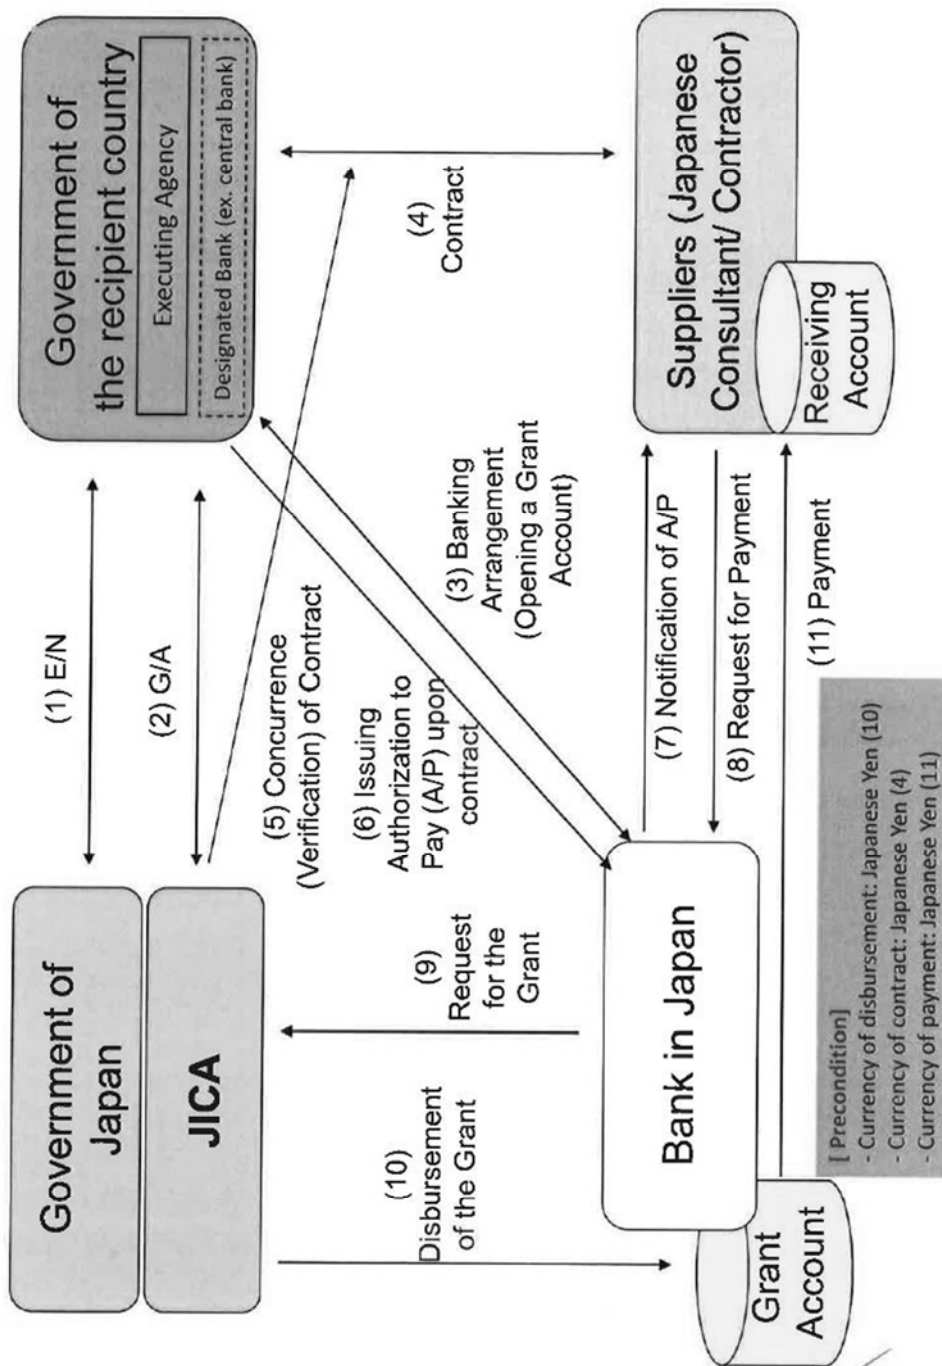 Government of
Japan
JICA
(1) E/N
(2) G/A
Government of
the recipient country
Executing Agency
Designated Bank (ex. central bank)
(5) Concurrence
(Verification) of Contract
(6) Issuing
Authorization to
Pay (A/P) upon
contract
(4)
Contract
(9)
Request
for the
Grant
(10)
Disbursement
of the Grant
(3) Banking
Arrangement
(Opening a Grant
Account)
Bank in Japan
Grant
Account
(7) Notification of A/P
(8) Request for Payment
(11) Payment
Suppliers (Japanese
Consultant/ Contractor)
Receiving
Account
[ Precondition]
- Currency of disbursement: Japanese Yen (10)
- Currency of contract: Japanese Yen (4)
- Currency of payment: Japanese Yen (11)